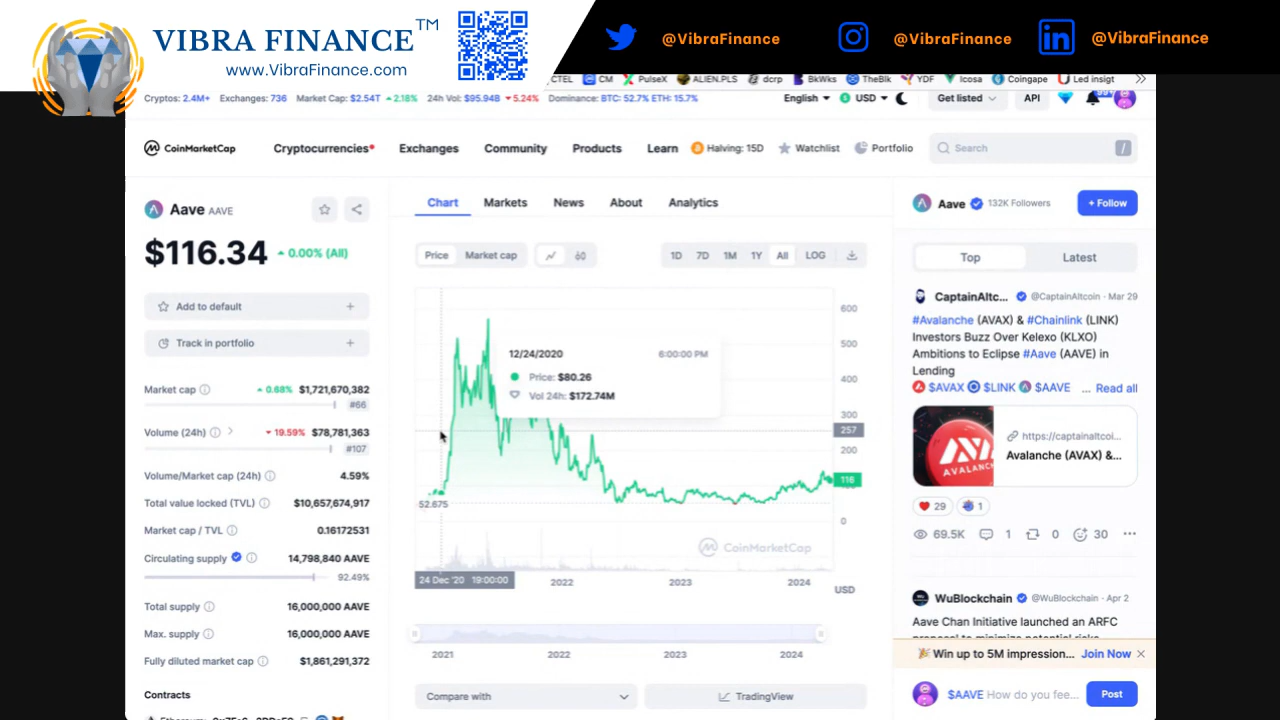 VIBRA FINANCE™
www.VibraFinance.com
@VibraFinance
@VibraFinance
@VibraFinance
CTEL CM PulseX ALIEN.PLS dcrp BkWks TheBlk YDF Icosa Coingape Led insigt
Cryptos: 2.4M+ Exchanges: 736 Market Cap: $2.54T 2.18% 24h Vol: $95.94B 5.24% Dominance: BTC: 52.7% ETH: 15.7%
English USD Get listed API
CoinMarketCap Cryptocurrencies Exchanges Community Products Learn Halving: 15D Watchlist Portfolio Search /
Aave AAVE
$116.34 0.00% (All)
Add to default +
Track in portfolio +
Market cap 0.68% $1,721,670,382
#66
Volume (24h) 19.59% $78,781,363
#107
Volume/Market cap (24h) 4.59%
Total value locked (TVL) $10,657,674,917
Market cap / TVL 0.16172531
Circulating supply 14,798,840 AAVE
92.49%
Total supply 16,000,000 AAVE
Max. supply 16,000,000 AAVE
Fully diluted market cap $1,861,291,372
Contracts
Chart Markets News About Analytics
Price Market cap 1D 7D 1M 1Y All LOG
600
500
400
300
257
200
116
0
12/24/2020 6:00:00 PM
Price: $80.26
Vol 24h: $172.74M
52.675
CoinMarketCap
24 Dec '20 19:00:00 2022 2023 2024
USD
2021 2022 2023 2024
Compare with TradingView
Aave 132K Followers + Follow
Top Latest
CaptainAltc... @CaptainAltcoin · Mar 29
#Avalanche (AVAX) & #Chainlink (LINK)
Investors Buzz Over Kelexo (KLXO)
Ambitions to Eclipse #Aave (AAVE) in
Lending
$AVAX $LINK $AAVE ... Read all
https://captainaltcoi...
Avalanche (AVAX) &...
AVALANCHE
29 1
69.5K 1 0 30
WuBlockchain @WuBlockchain · Apr 2
Aave Chan Initiative launched an ARFC
proposal to minimize potential risks
Win up to 5M impression... Join Now
$AAVE How do you fee... Post